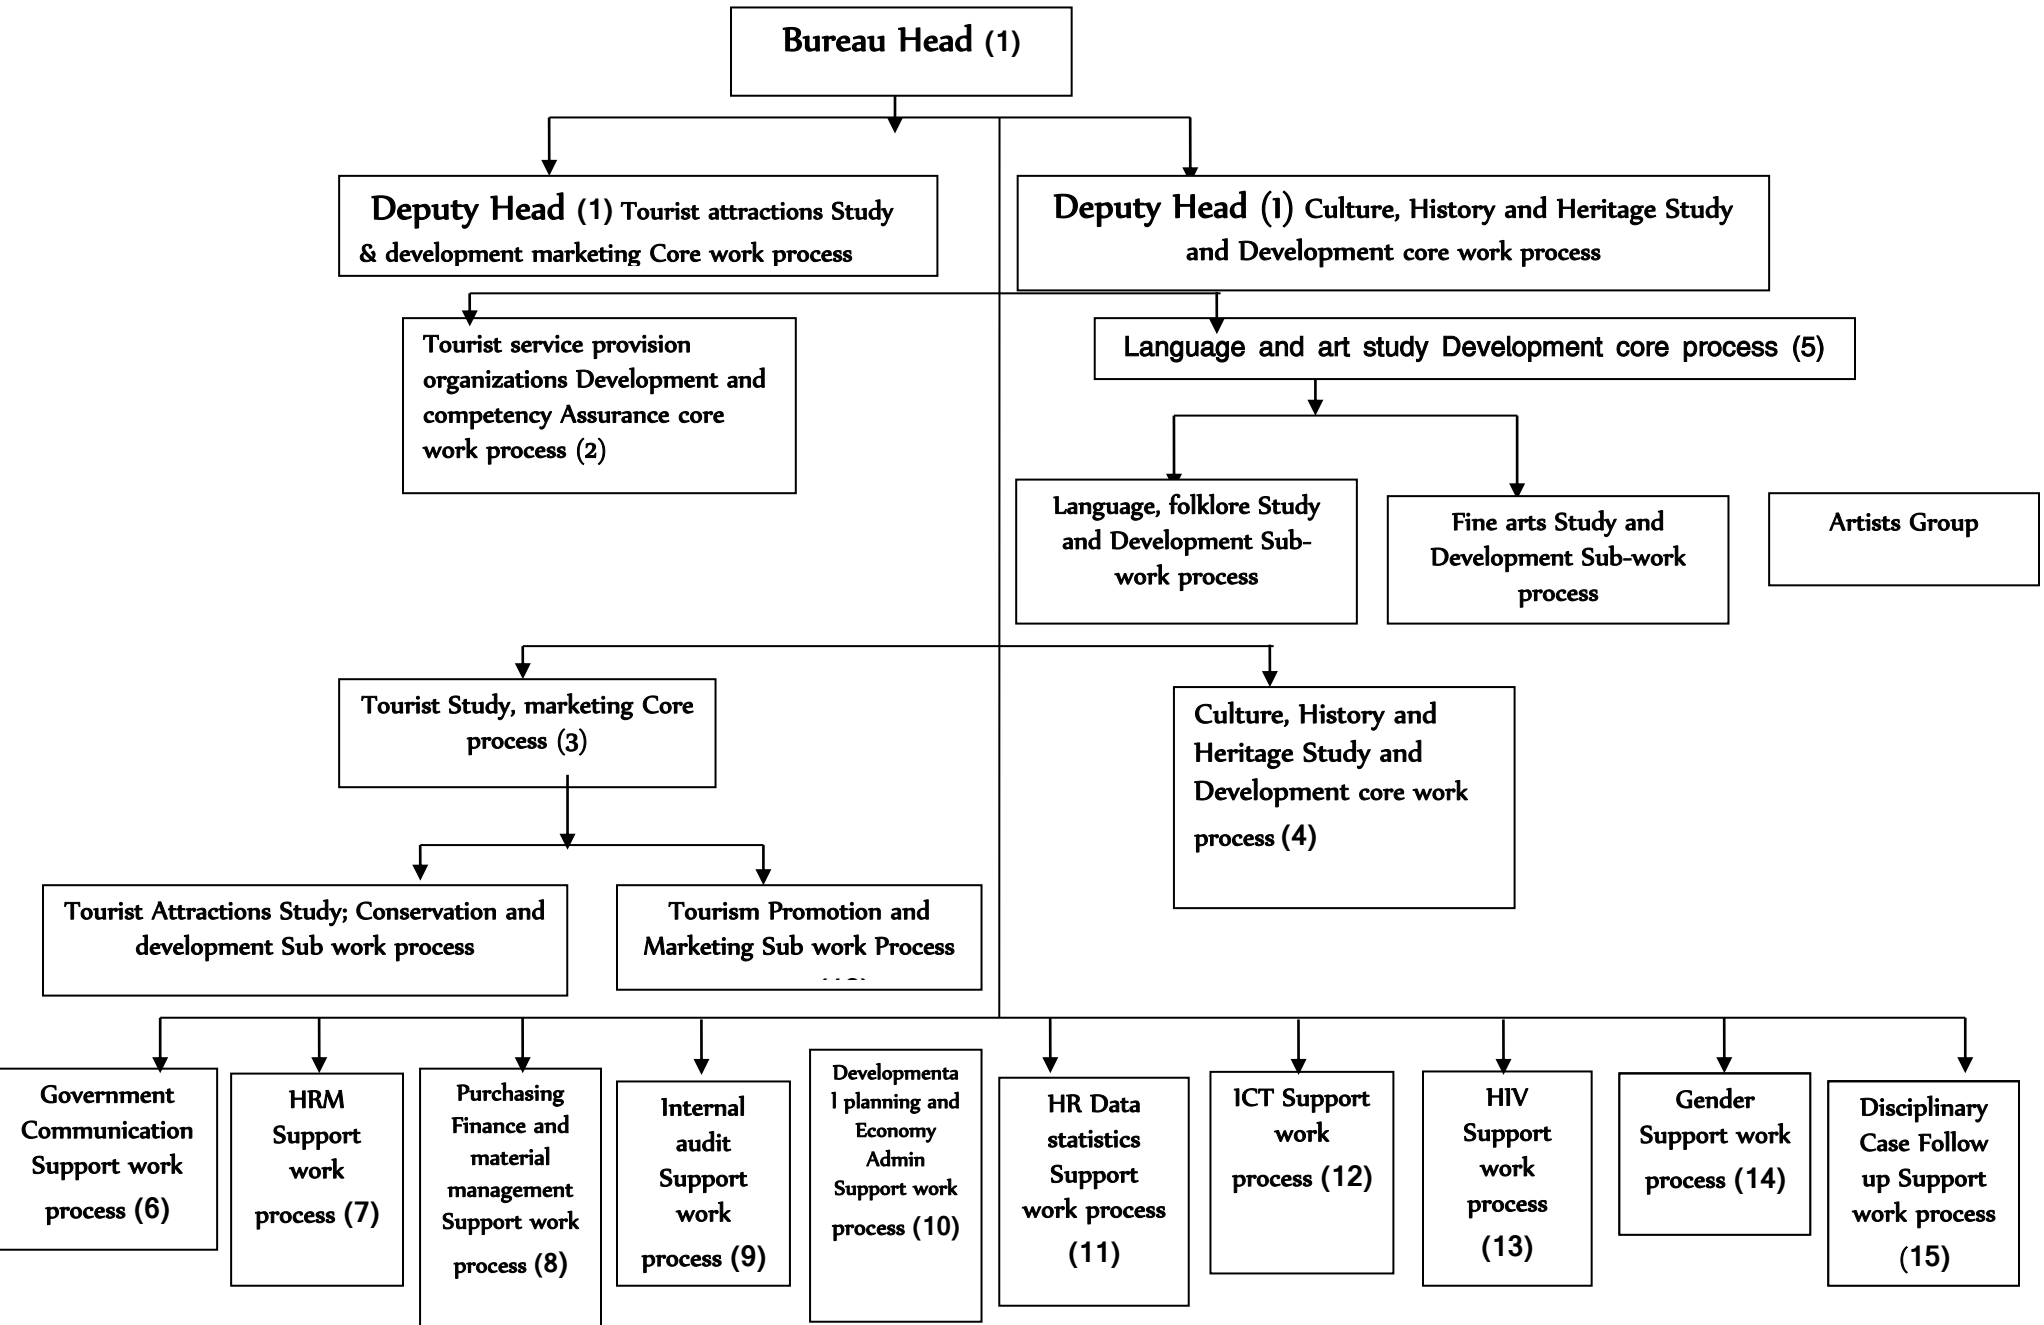 Bureau Head (1)
Deputy Head (1) Tourist attractions Study
& development marketing Core work process
Deputy Head (1) Culture, History and Heritage Study
and Development core work process
Tourist service provision
organizations Development and
competency Assurance core
work process (2)
Language and art study Development core process (5)
Language, folklore Study
and Development Sub-
work process
Fine arts Study and
Development Sub-work
process
Artists Group
Tourist Study, marketing Core
process (3)
Culture, History and
Heritage Study and
Development core work
process (4)
Tourist Attractions Study; Conservation and
development Sub work process
Tourism Promotion and
Marketing Sub work Process
Government
Communication
Support work
process (6)
HRM
Support
work
process (7)
Purchasing
Finance and
material
management
Support work
process (8)
Internal
audit
Support
work
process (9)
Developmenta
l planning and
Economy
Admin
Support work
process (10)
HR Data
statistics
Support
work process
(11)
ICT Support
work
process (12)
HIV
Support
work
process
(13)
Gender
Support work
process (14)
Disciplinary
Case Follow
up Support
work process
(15)